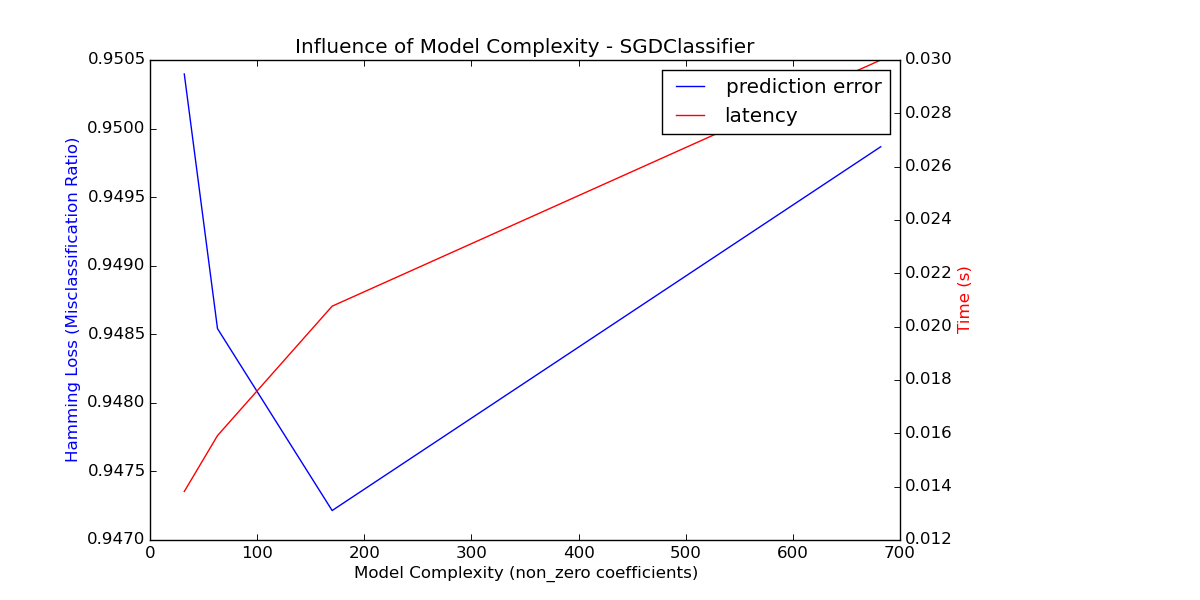 Influence of Model Complexity - SGDClassifier
prediction error
latency
0.9505
0.9500
0.9495
0.9490
0.9485
0.9480
0.9475
0.9470
Hamming Loss (Misclassification Ratio)
0.030
0.028
0.026
0.024
0.022
0.020
0.018
0.016
0.014
0.012
Time (s)
0 100 200 300 400 500 600 700
Model Complexity (non_zero coefficients)